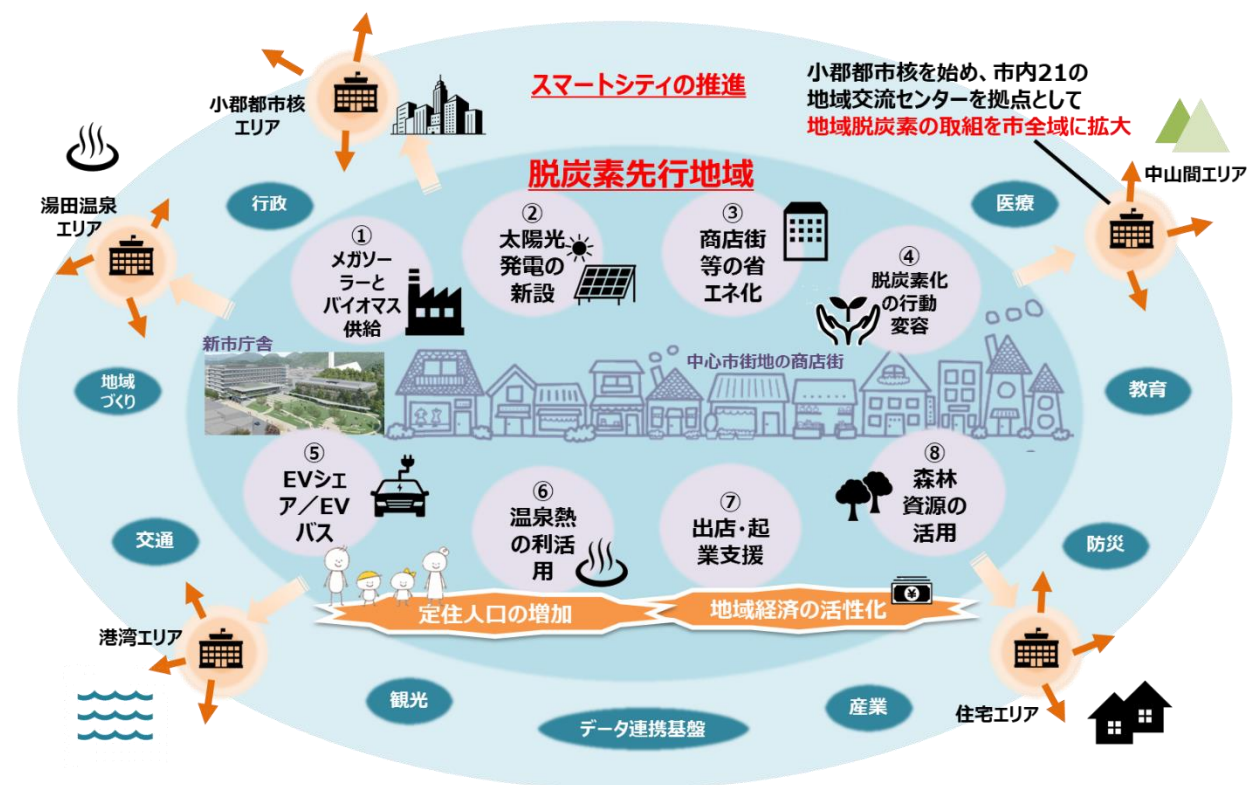 スマートシティの推進
小郡都市核を始め、市内21の
地域交流センターを拠点として
地域脱炭素の取組を市全域に拡大
小郡都市核
エリア
湯田温泉
エリア
中山間エリア
行政
医療
脱炭素先行地域
①
メガソー
ラーと
バイオマス
供給
②
太陽光
発電の
新設
③
商店街
等の省
エネ化
④
脱炭素化
の行動
変容
新市庁舎
中心市街地の商店街
地域
づくり
教育
⑤
EVシェ
ア／EV
バス
⑥
温泉熱
の利活
用
⑦
出店・起
業支援
⑧
森林
資源の
活用
交通
防災
定住人口の増加
地域経済の活性化
港湾エリア
住宅エリア
観光
データ連携基盤
産業